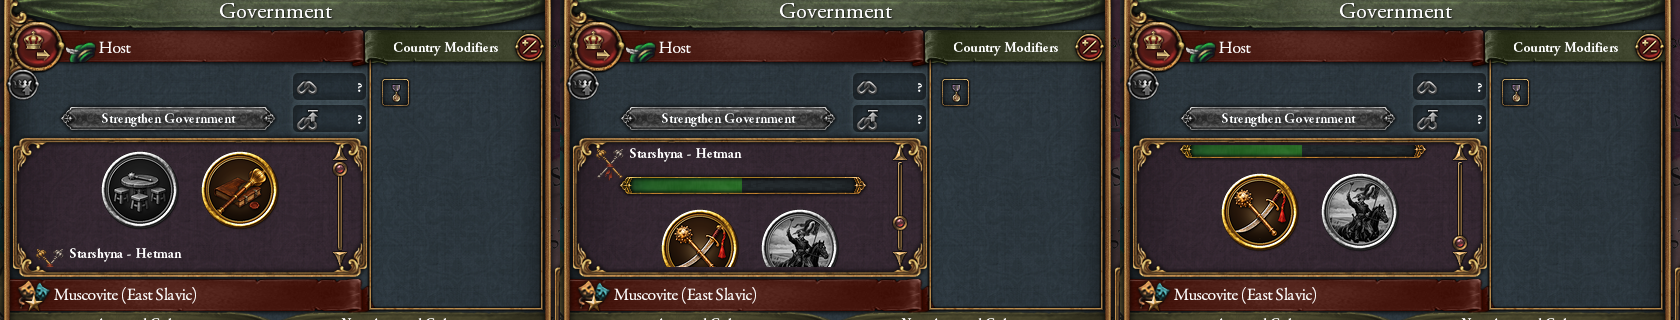 Government
Host
Country Modifiers
?
Strengthen Government
?
Starshyna - Hetman
Muscovite (East Slavic)
Government
Host
Country Modifiers
?
Strengthen Government
?
Starshyna - Hetman
Muscovite (East Slavic)
Government
Host
Country Modifiers
?
Strengthen Government
?
Muscovite (East Slavic)